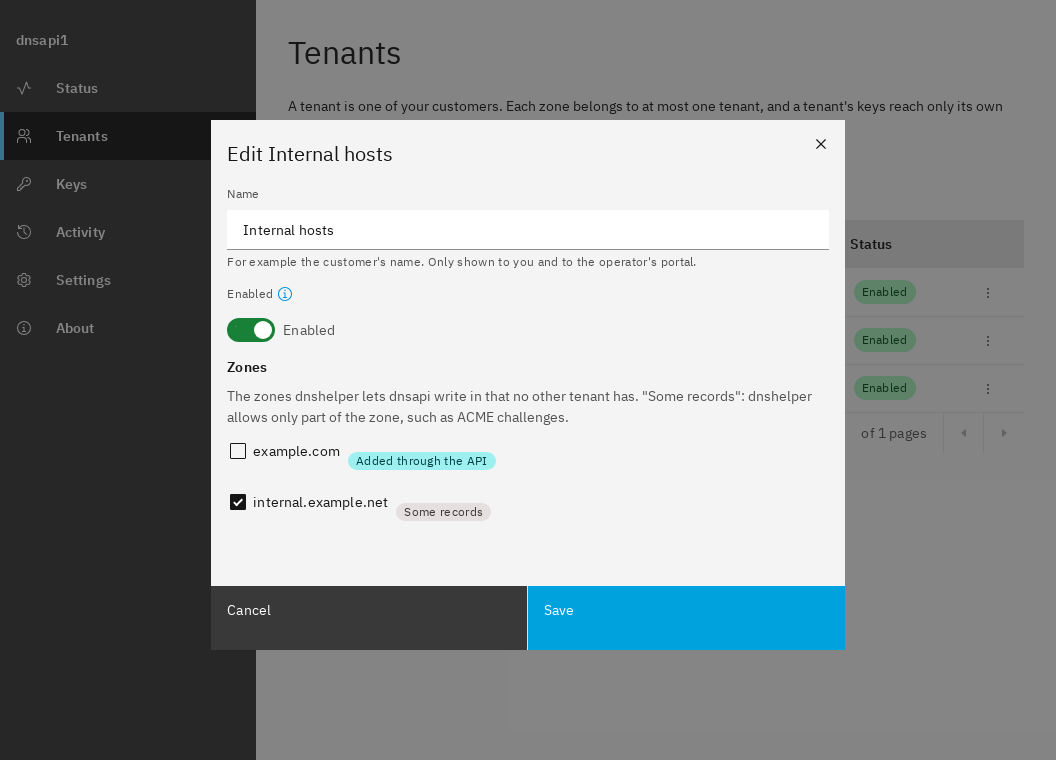 dnsapi1
Status
Tenants
Keys
Activity
Settings
About
Tenants
A tenant is one of your customers. Each zone belongs to at most one tenant, and a tenant's keys reach only its own
Edit Internal hosts
Name
Internal hosts
For example the customer's name. Only shown to you and to the operator's portal.
Enabled
Enabled
Zones
The zones dnshelper lets dnsapi write in that no other tenant has. "Some records": dnshelper
allows only part of the zone, such as ACME challenges.
example.com Added through the API
internal.example.net Some records
Cancel
Save
Status
Enabled
Enabled
Enabled
of 1 pages